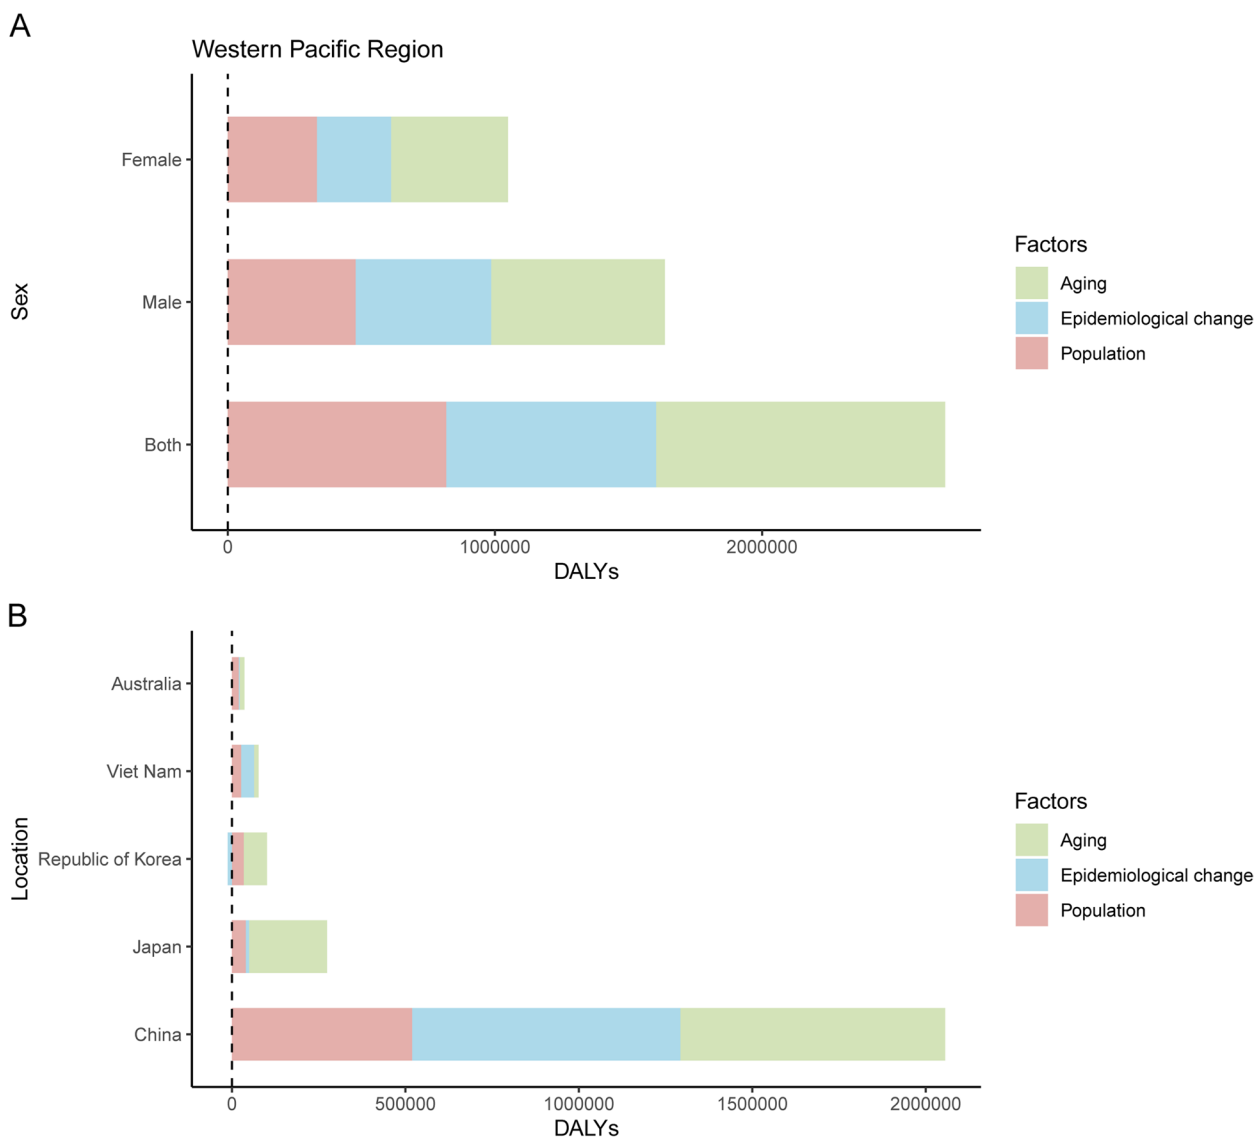 A
Western Pacific Region
Sex
Female
Male
Both
0 1000000 2000000
DALYs
Factors
Aging
Epidemiological change
Population
B
Location
Australia
Viet Nam
Republic of Korea
Japan
China
0 500000 1000000 1500000 2000000
DALYs
Factors
Aging
Epidemiological change
Population